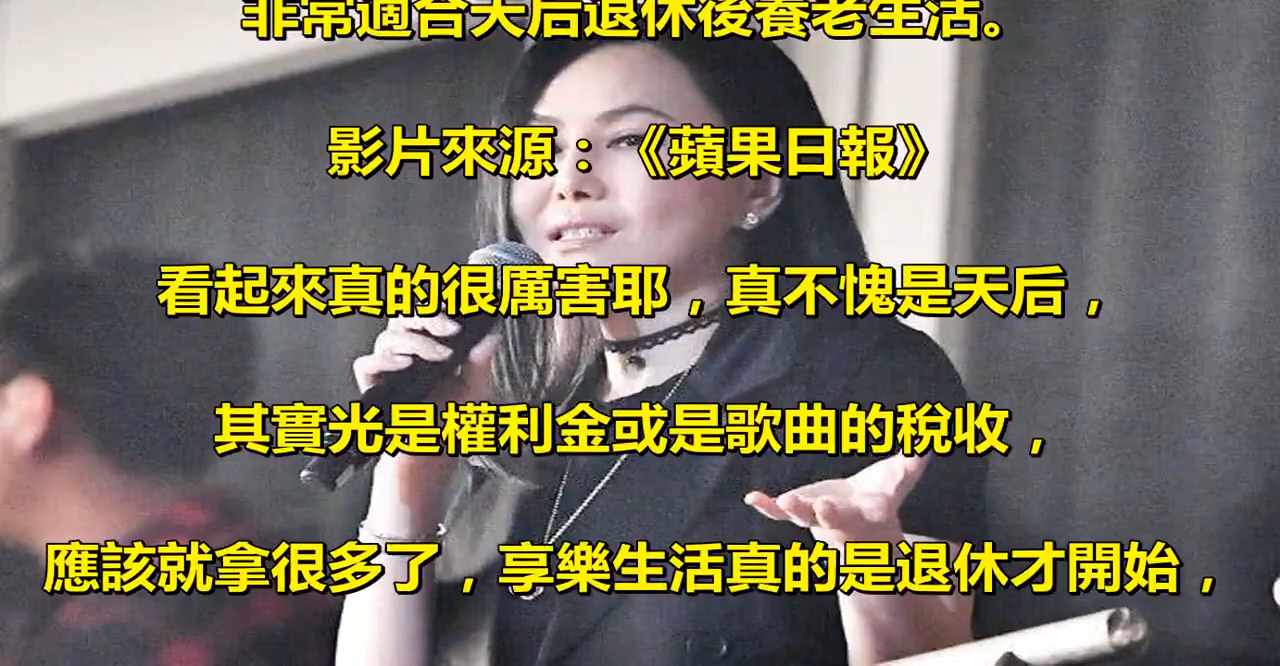 非常適合天后退休後養老生活。
影片來源：《蘋果日報》
看起來真的很厲害耶，真不愧是天后，
其實光是權利金或是歌曲的稅收，
應該就拿很多了，享樂生活真的是退休才開始，